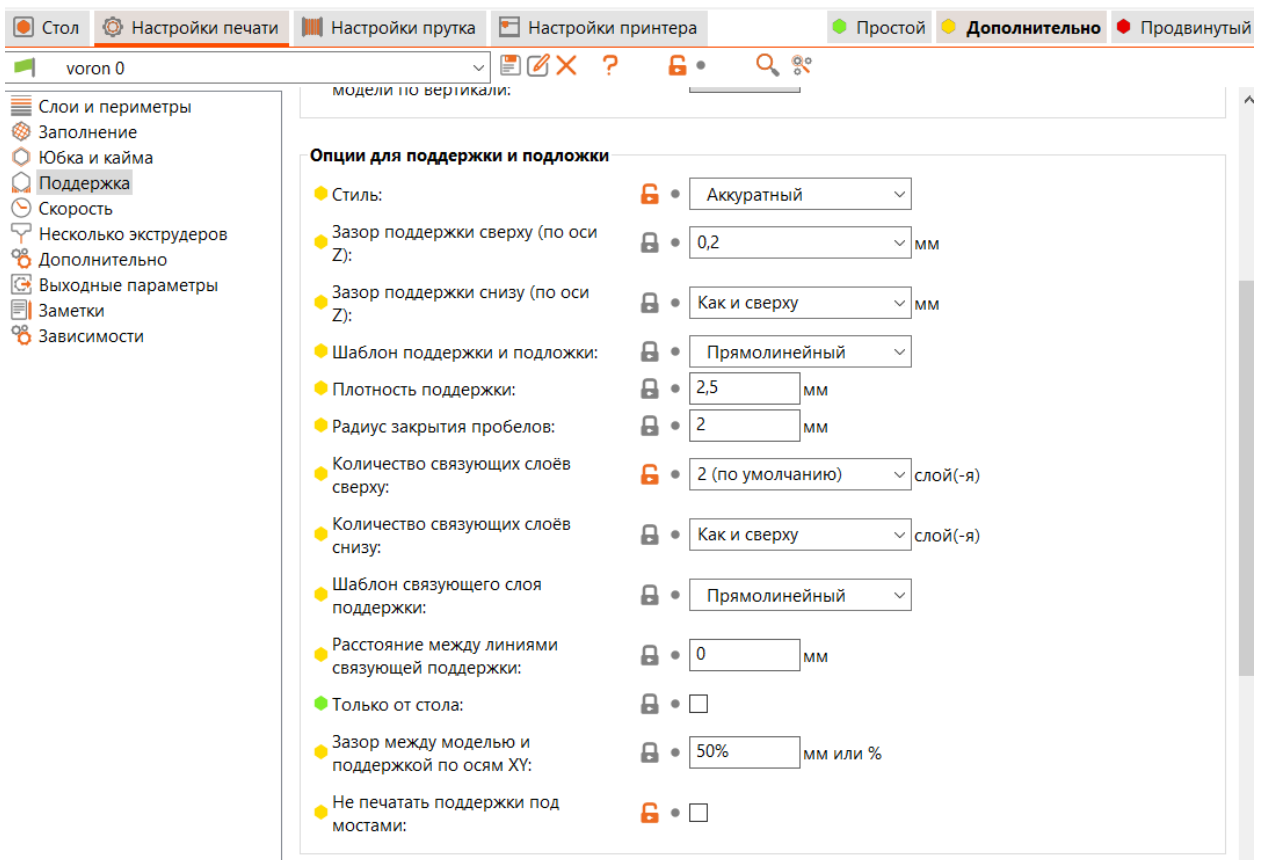 Стол Настройки печати Настройки прутка Настройки принтера Простой Дополнительно Продвинутый
voron 0 ?
Слои и периметры
Заполнение
Юбка и кайма
Поддержка
Скорость
Несколько экструдеров
Дополнительно
Выходные параметры
Заметки
Зависимости
модели по вертикали:
Опции для поддержки и подложки
Стиль: Аккуратный
Зазор поддержки сверху (по оси
Z): 0,2 мм
Зазор поддержки снизу (по оси
Z): Как и сверху мм
Шаблон поддержки и подложки: Прямолинейный
Плотность поддержки: 2,5 мм
Радиус закрытия пробелов: 2 мм
Количество связующих слоёв
сверху: 2 (по умолчанию) слой(-я)
Количество связующих слоёв
снизу: Как и сверху слой(-я)
Шаблон связующего слоя
поддержки: Прямолинейный
Расстояние между линиями
связующей поддержки: 0 мм
Только от стола:
Зазор между моделью и
поддержкой по осям XY: 50% мм или %
Не печатать поддержки под
мостами: